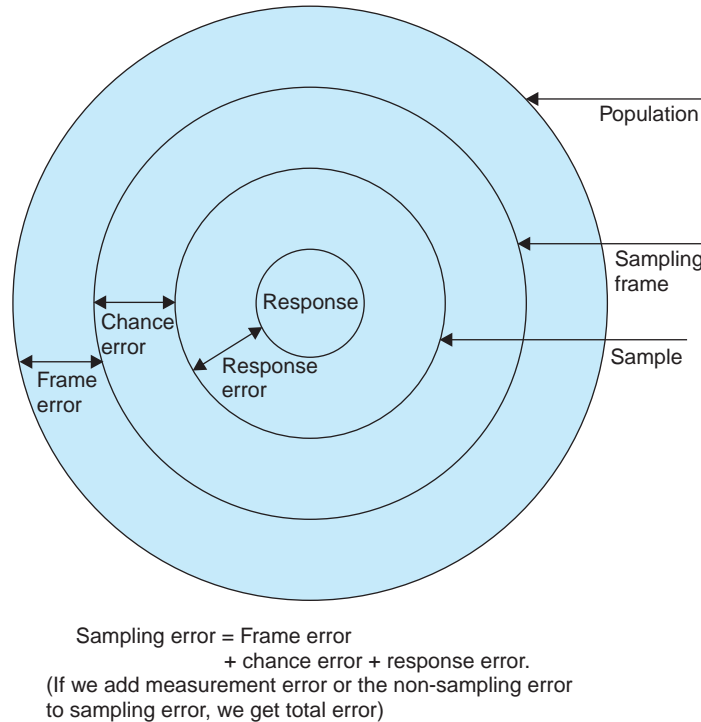 Population
Sampling
frame
Response
Chance
error
Response
error
Sample
Frame
error
Sampling error = Frame error
+ chance error + response error.
(If we add measurement error or the non-sampling error
to sampling error, we get total error)